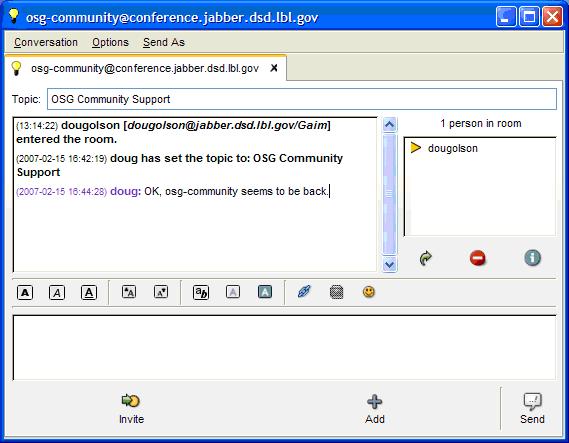 osg-community@conference.jabber.dsd.lbl.gov
Conversation Options Send As
osg-community@conference.jabber.dsd.lbl.gov
Topic: OSG Community Support
(13:14:22) dougolson [dougolson@jabber.dsd.lbl.gov/Gaim]
entered the room.
(2007-02-15 16:42:19) doug has set the topic to: OSG Community
Support
(2007-02-15 16:44:28) doug: OK, osg-community seems to be back.
1 person in room
dougolson
A A A A A ab A A
Invite Add Send